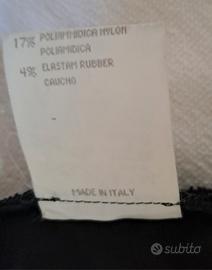 17% POLIAMMIDICA NYLON
POLIAMIDICA
4% ELASTAM RUBBER
CAUCHO
MADE IN ITALY
subito